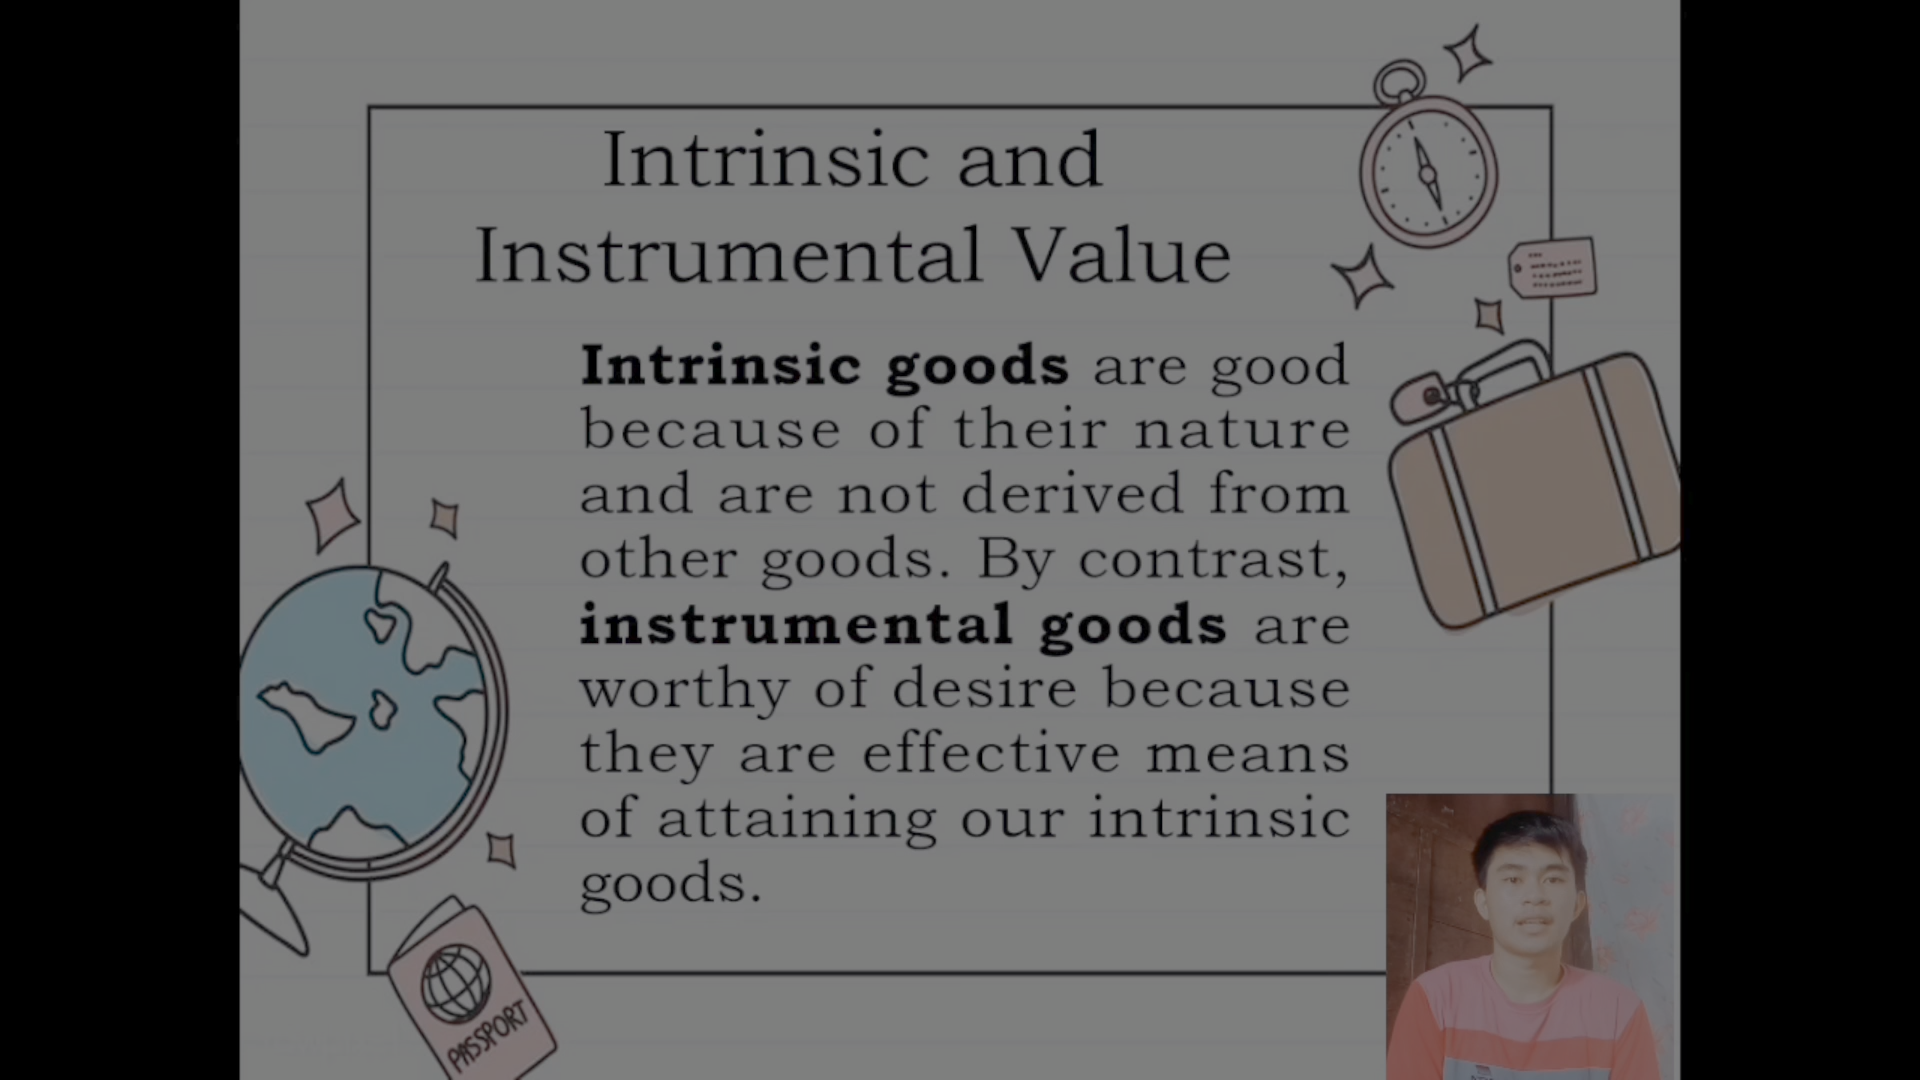 Intrinsic and
Instrumental Value
Intrinsic goods are good
because of their nature
and are not derived from
other goods. By contrast,
instrumental goods are
worthy of desire because
they are effective means
of attaining our intrinsic
goods.
PASSPORT